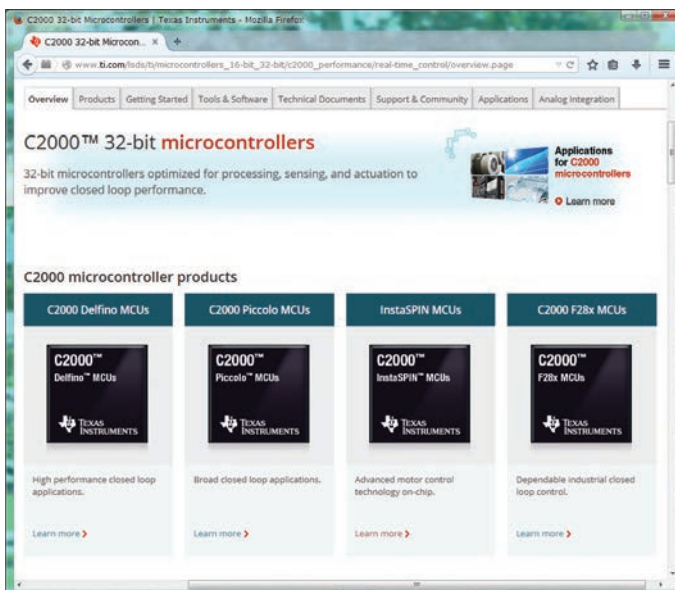 C2000 32-bit Microcontrollers | Texas Instruments - Mozilla Firefox
C2000 32-bit Microcon...
www.ti.com/lsds/ti/microcontrollers_16-bit_32-bit/c2000_performance/real-time_control/overview.page
Overview Products Getting Started Tools & Software Technical Documents Support & Community Applications Analog Integration
C2000™ 32-bit microcontrollers
32-bit microcontrollers optimized for processing, sensing, and actuation to
improve closed loop performance.
Applications
for C2000
microcontrollers
Learn more
C2000 microcontroller products
C2000 Delfino MCUs C2000 Piccolo MCUs InstaSPIN MCUs C2000 F28x MCUs
C2000™ C2000™ C2000™ C2000™
Delfino™ MCUs Piccolo™ MCUs InstaSPIN™ MCUs F28x MCUs
TEXAS TEXAS TEXAS TEXAS
INSTRUMENTS INSTRUMENTS INSTRUMENTS INSTRUMENTS
High performance closed loop Broad closed loop applications. Advanced motor control Dependable industrial closed
applications. technology on-chip. loop control.
Learn more Learn more Learn more Learn more